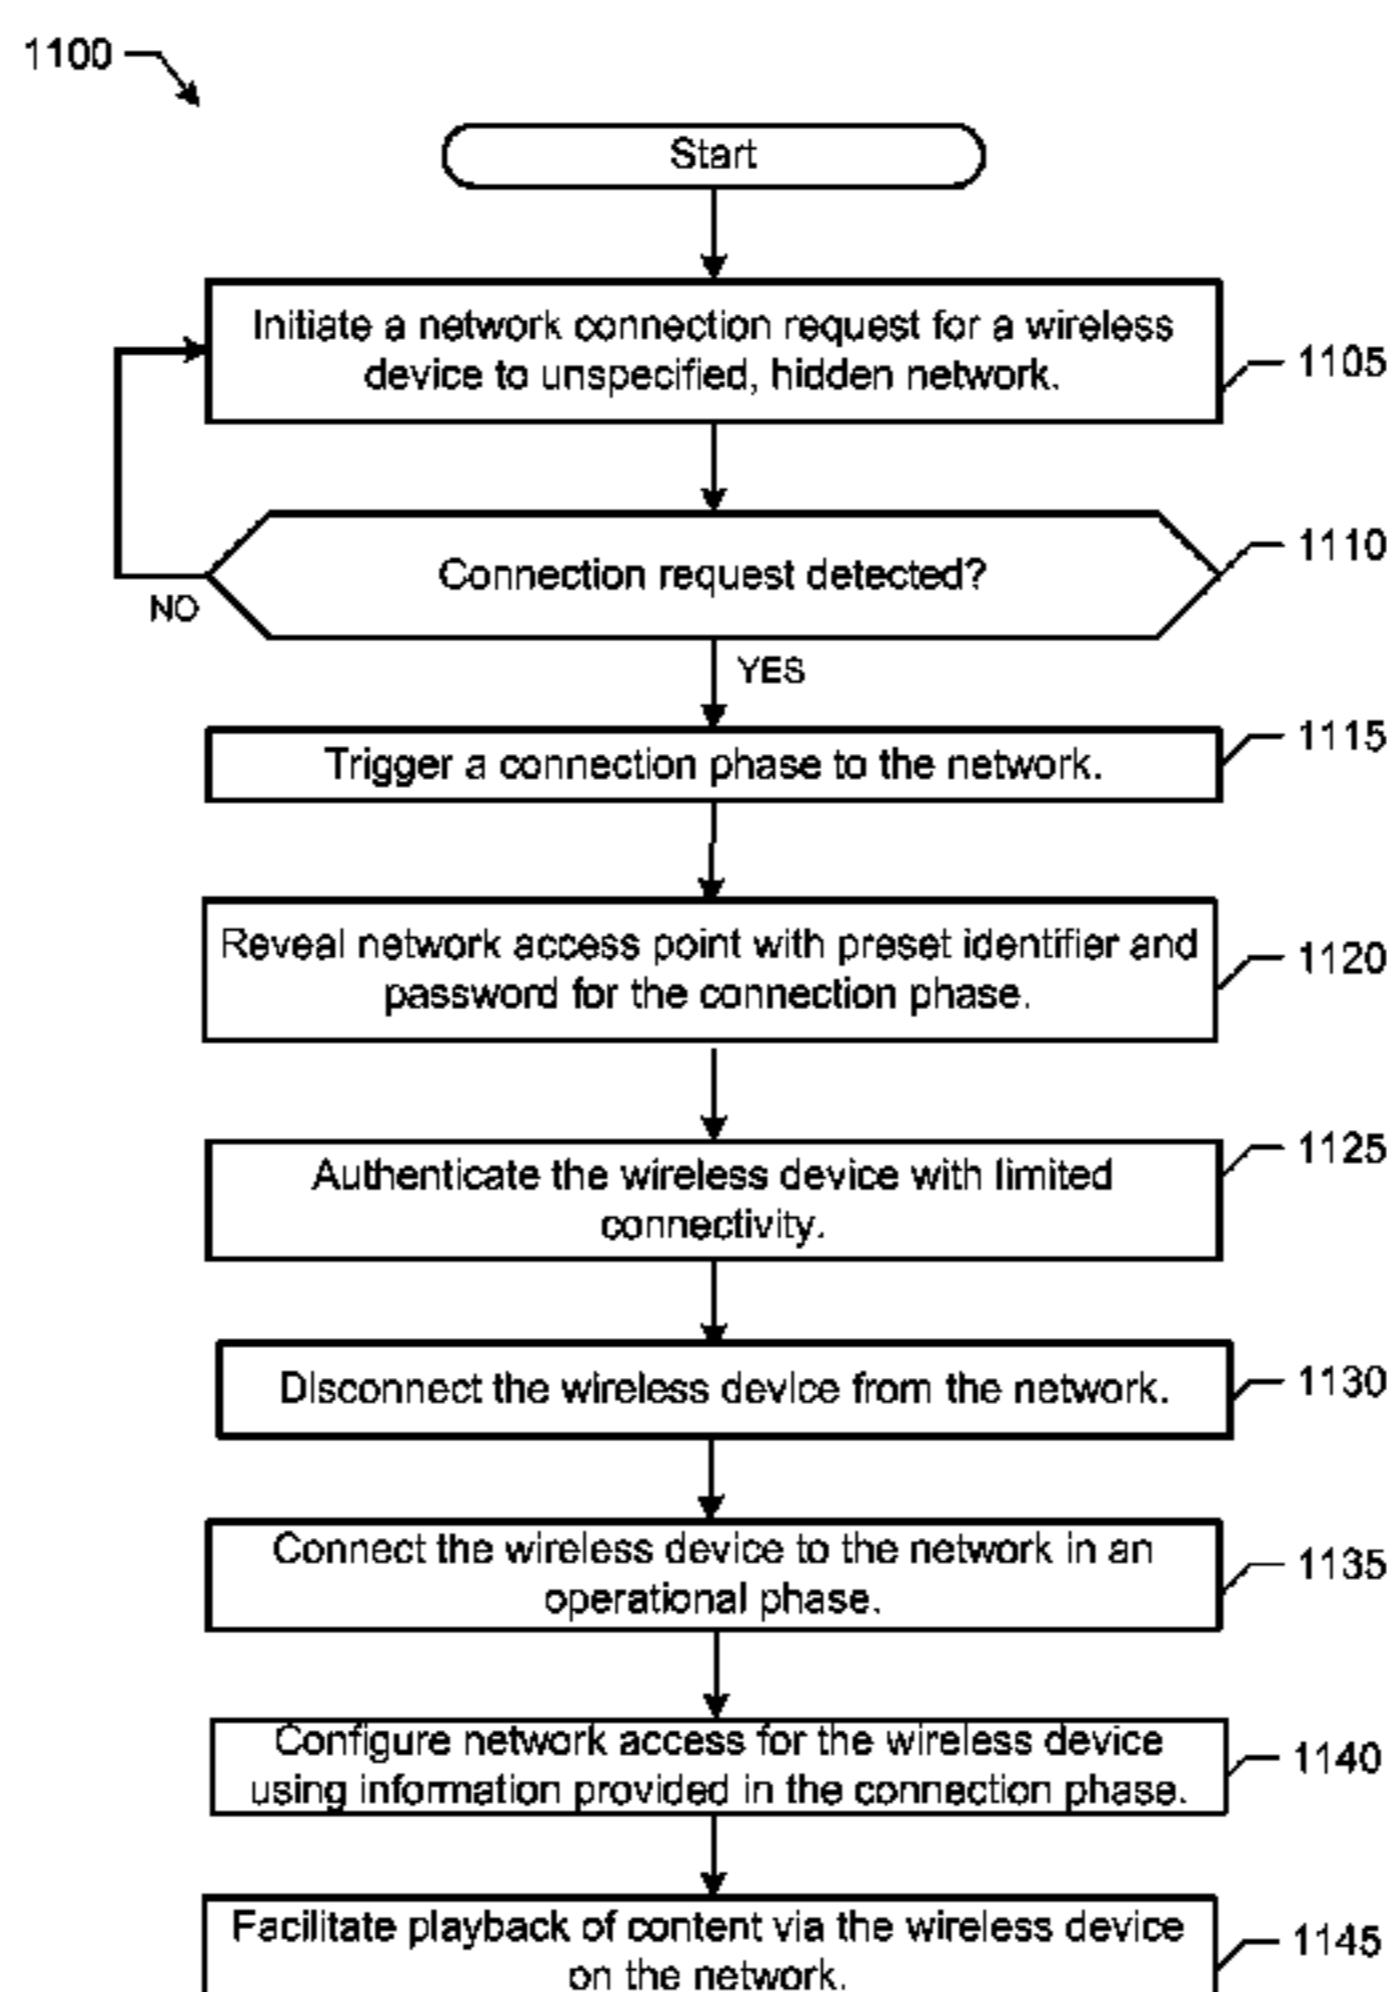 1100
Start
Initiate a network connection request for a wireless
device to unspecified, hidden network.
1105
Connection request detected?
1110
NO
YES
Trigger a connection phase to the network.
1115
Reveal network access point with preset identifier and
password for the connection phase.
1120
Authenticate the wireless device with limited
connectivity.
1125
Disconnect the wireless device from the network.
1130
Connect the wireless device to the network in an
operational phase.
1135
Configure network access for the wireless device
using information provided in the connection phase.
1140
Facilitate playback of content via the wireless device
on the network.
1145